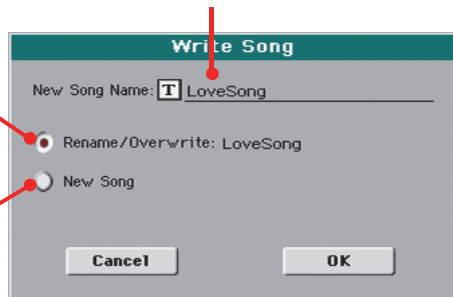 Write Song
New Song Name: T LoveSong
Rename/Overwrite: LoveSong
New Song
Cancel OK